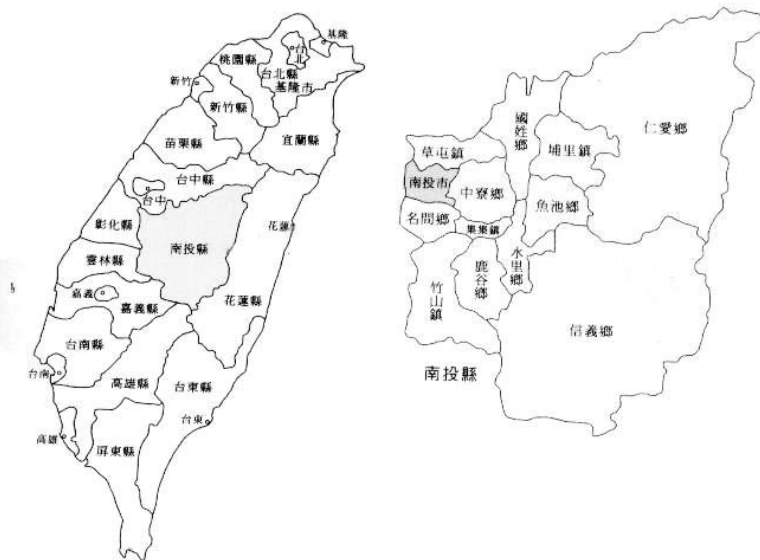 基隆
台北
桃園縣
台北縣
基隆市
新竹
新竹縣
宜蘭縣
苗栗縣
台中縣
台中
彰化縣
南投縣
花蓮
雲林縣
嘉義
嘉義縣
花蓮縣
台南縣
台南
高雄縣
台東縣
台東
高雄
屏東縣
國姓鄉
仁愛鄉
草屯鎮
埔里鎮
南投市
中寮鄉
魚池鄉
名間鄉
集集鎮
水里鄉
鹿谷鄉
竹山鎮
信義鄉
南投縣